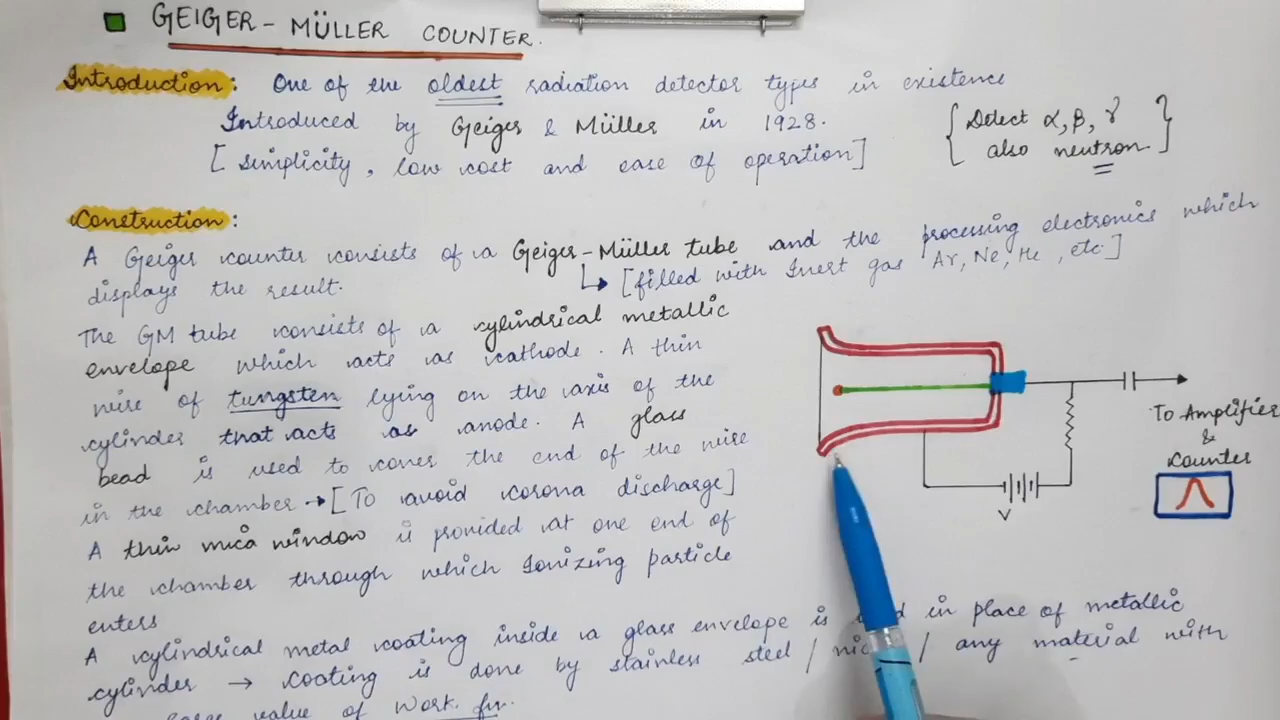 GEIGER-MÜLLER COUNTER.
Introduction: One of the oldest radiation detector types in existence
Introduced by Geiger & Müller in 1928.
[simplicity, low cost and ease of operation]
{Detect α, β, γ
also neutron}
Construction:
A Geiger counter consists of a Geiger-Müller tube and the processing electronics which
displays the result.
↳ [filled with Inert gas Ar, Ne, He, etc.]
The GM tube consists of a cylindrical metallic
envelope which acts as cathode. A thin
wire of tungsten lying on the axis of the
cylinder that acts as anode. A glass
bead is used to cover the end of the wire
in the chamber → [To avoid corona discharge]
A thin mica window is provided at one end of
the chamber through which Ionizing particle
enters
A cylindrical metal coating inside a glass envelope is in place of metallic
cylinder → coating is done by stainless steel / / any material with
large value of Work fn.
V
To Amplifier
&
Counter